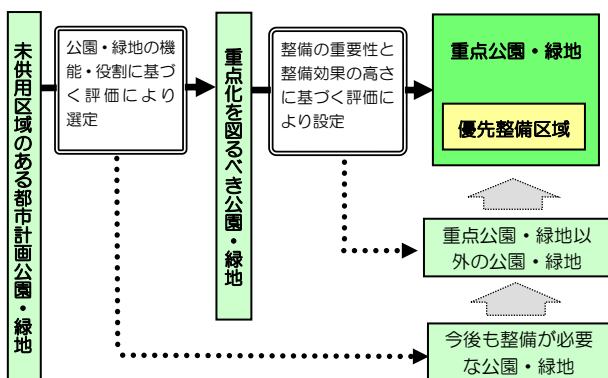 未供用区域のある都市計画公園・緑地
公園・緑地の機
能・役割に基づ
く評価により
選定
重点化を図るべき公園・緑地
整備の重要性と
整備効果の高さ
に基づく評価に
より設定
重点公園・緑地
優先整備区域
重点公園・緑地以
外の公園・緑地
今後も整備が必要
な公園・緑地